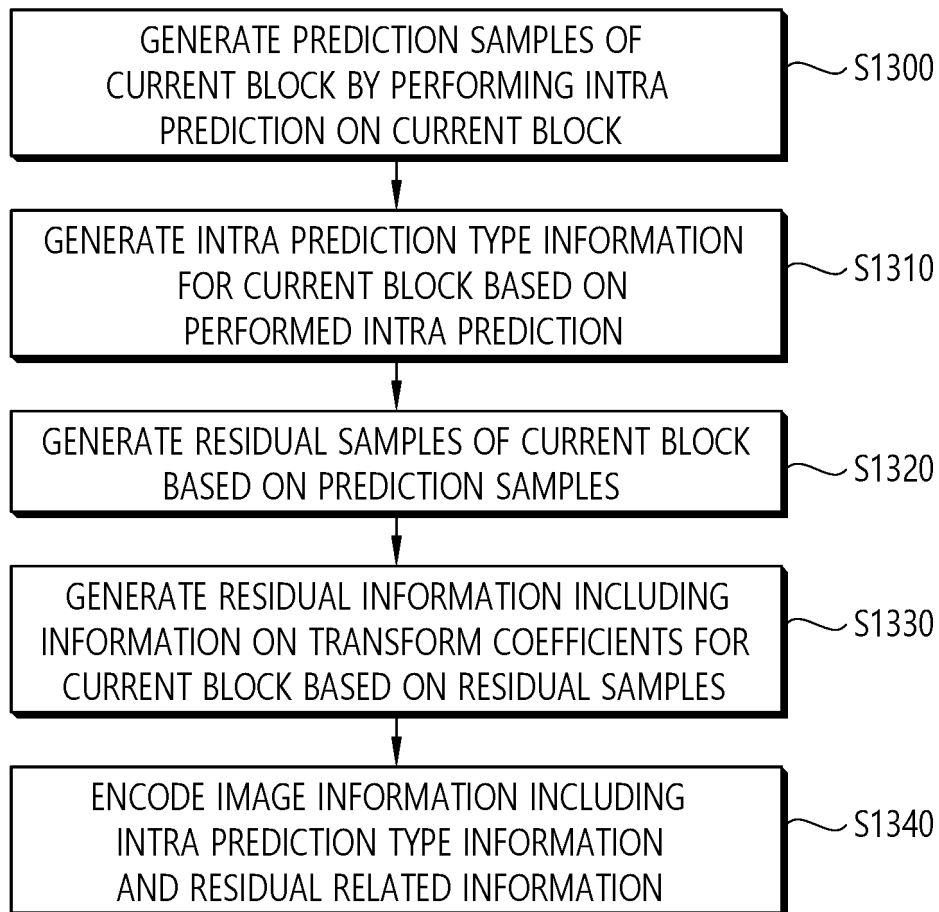 GENERATE PREDICTION SAMPLES OF
CURRENT BLOCK BY PERFORMING INTRA
PREDICTION ON CURRENT BLOCK
S1300
GENERATE INTRA PREDICTION TYPE INFORMATION
FOR CURRENT BLOCK BASED ON
PERFORMED INTRA PREDICTION
S1310
GENERATE RESIDUAL SAMPLES OF CURRENT BLOCK
BASED ON PREDICTION SAMPLES
S1320
GENERATE RESIDUAL INFORMATION INCLUDING
INFORMATION ON TRANSFORM COEFFICIENTS FOR
CURRENT BLOCK BASED ON RESIDUAL SAMPLES
S1330
ENCODE IMAGE INFORMATION INCLUDING
INTRA PREDICTION TYPE INFORMATION
AND RESIDUAL RELATED INFORMATION
S1340